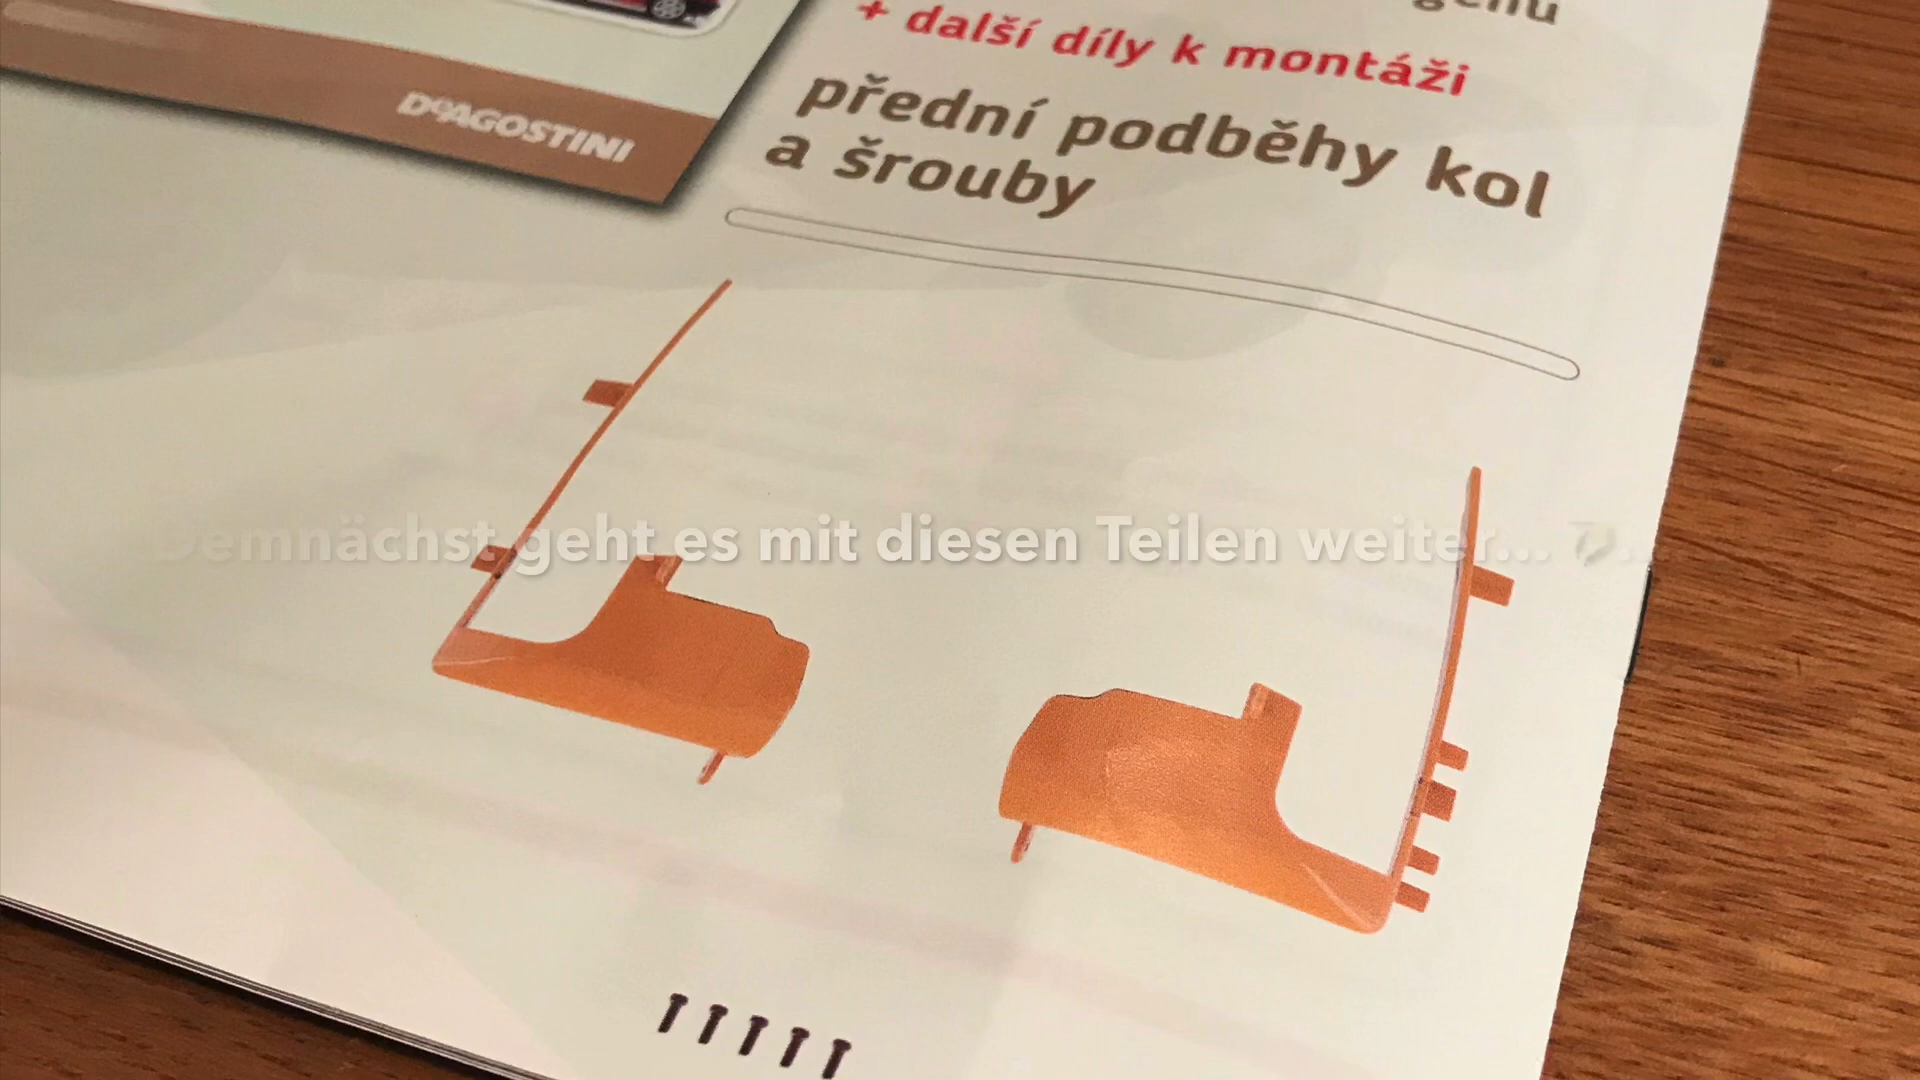 + další díly k montáži
přední podběhy kol
a šrouby
DeAGOSTINI
Demnächst geht es mit diesen Teilen weiter...